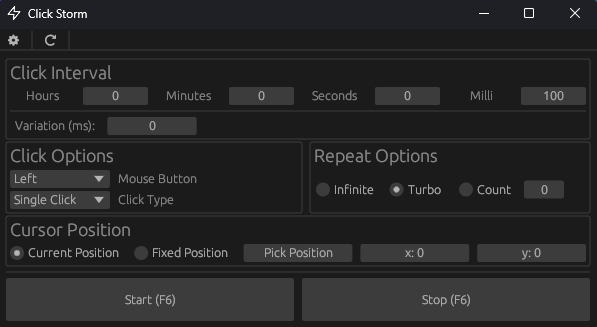 Click Storm
Click Interval
Hours 0 Minutes 0 Seconds 0 Milli 100
Variation (ms): 0
Click Options
Left Mouse Button
Single Click Click Type
Repeat Options
Infinite Turbo Count 0
Cursor Position
Current Position Fixed Position Pick Position x: 0 y: 0
Start (F6) Stop (F6)